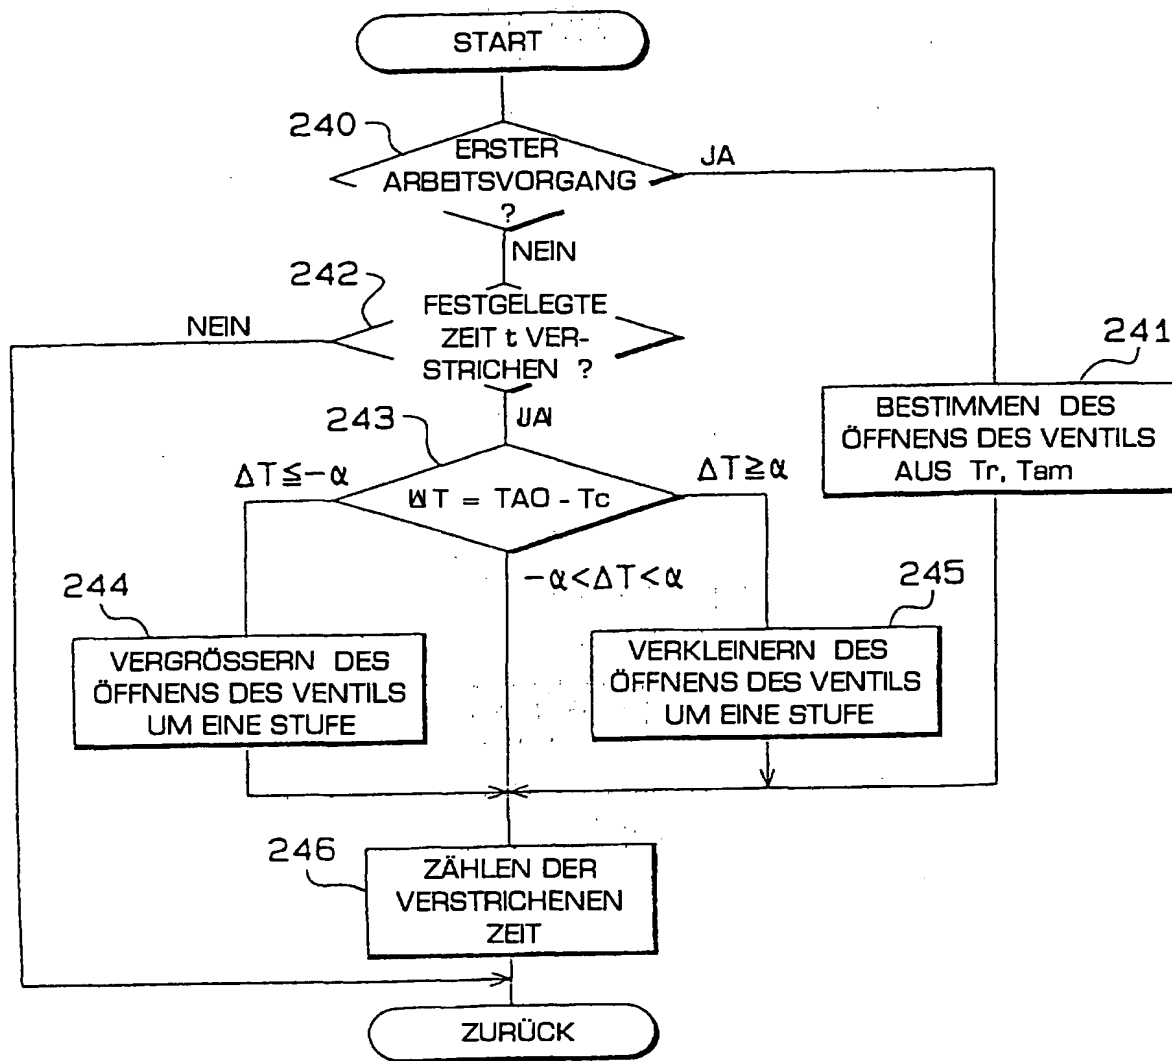 START
240
ERSTER
ARBEITSVORGANG
?
JA
NEIN
242
FESTGELEGTE
ZEIT t VER-
STRICHEN ?
NEIN
241
BESTIMMEN DES
ÖFFNENS DES VENTILS
AUS Tr, Tam
JA
243
ΔT≦-α
ΔT = TAO - Tc
ΔT≧α
-α<ΔT<α
244
VERGRÖSSERN DES
ÖFFNENS DES VENTILS
UM EINE STUFE
245
VERKLEINERN DES
ÖFFNENS DES VENTILS
UM EINE STUFE
246
ZÄHLEN DER
VERSTRICHENEN
ZEIT
ZURÜCK